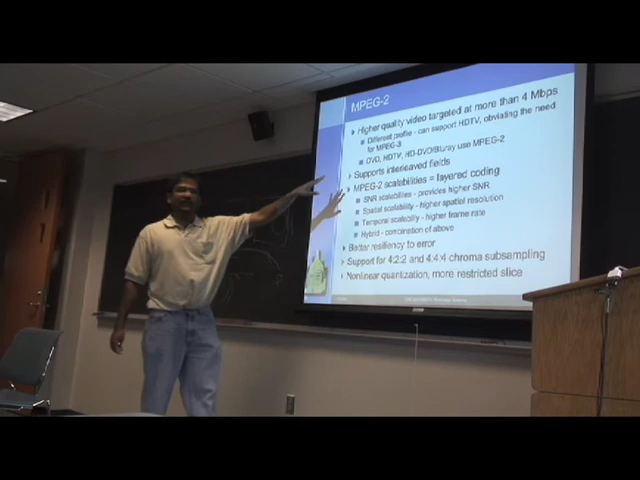 MPEG-2
Higher quality video targeted at more than 4 Mbps
Different profile - can support HDTV, obviating the need
for MPEG-3
DVD, HDTV, HD-DVD/Bluray use MPEG-2
Supports interleaved fields
MPEG-2 scalabilities = layered coding
SNR scalabilities - provides higher SNR
Spatial scalability - higher spatial resolution
Temporal scalability - higher frame rate
Hybrid - combination of above
Better resiliency to error
Support for 4:2:2 and 4:4:4 chroma subsampling
Nonlinear quantization, more restricted slice